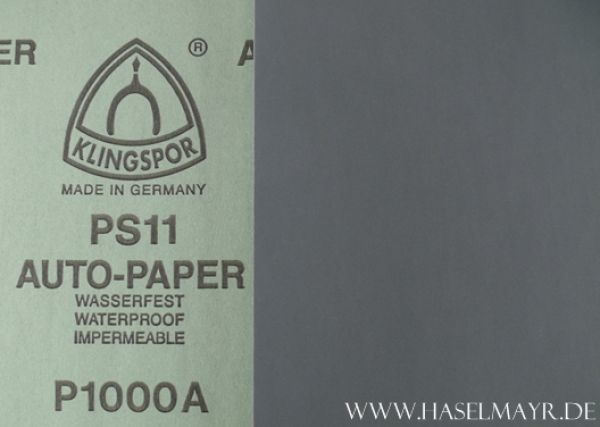 ER
A
®
KLINGSPOR
MADE IN GERMANY
PS11
AUTO-PAPER
WASSERFEST
WATERPROOF
IMPERMEABLE
P1000A
WWW.HASELMAYR.DE